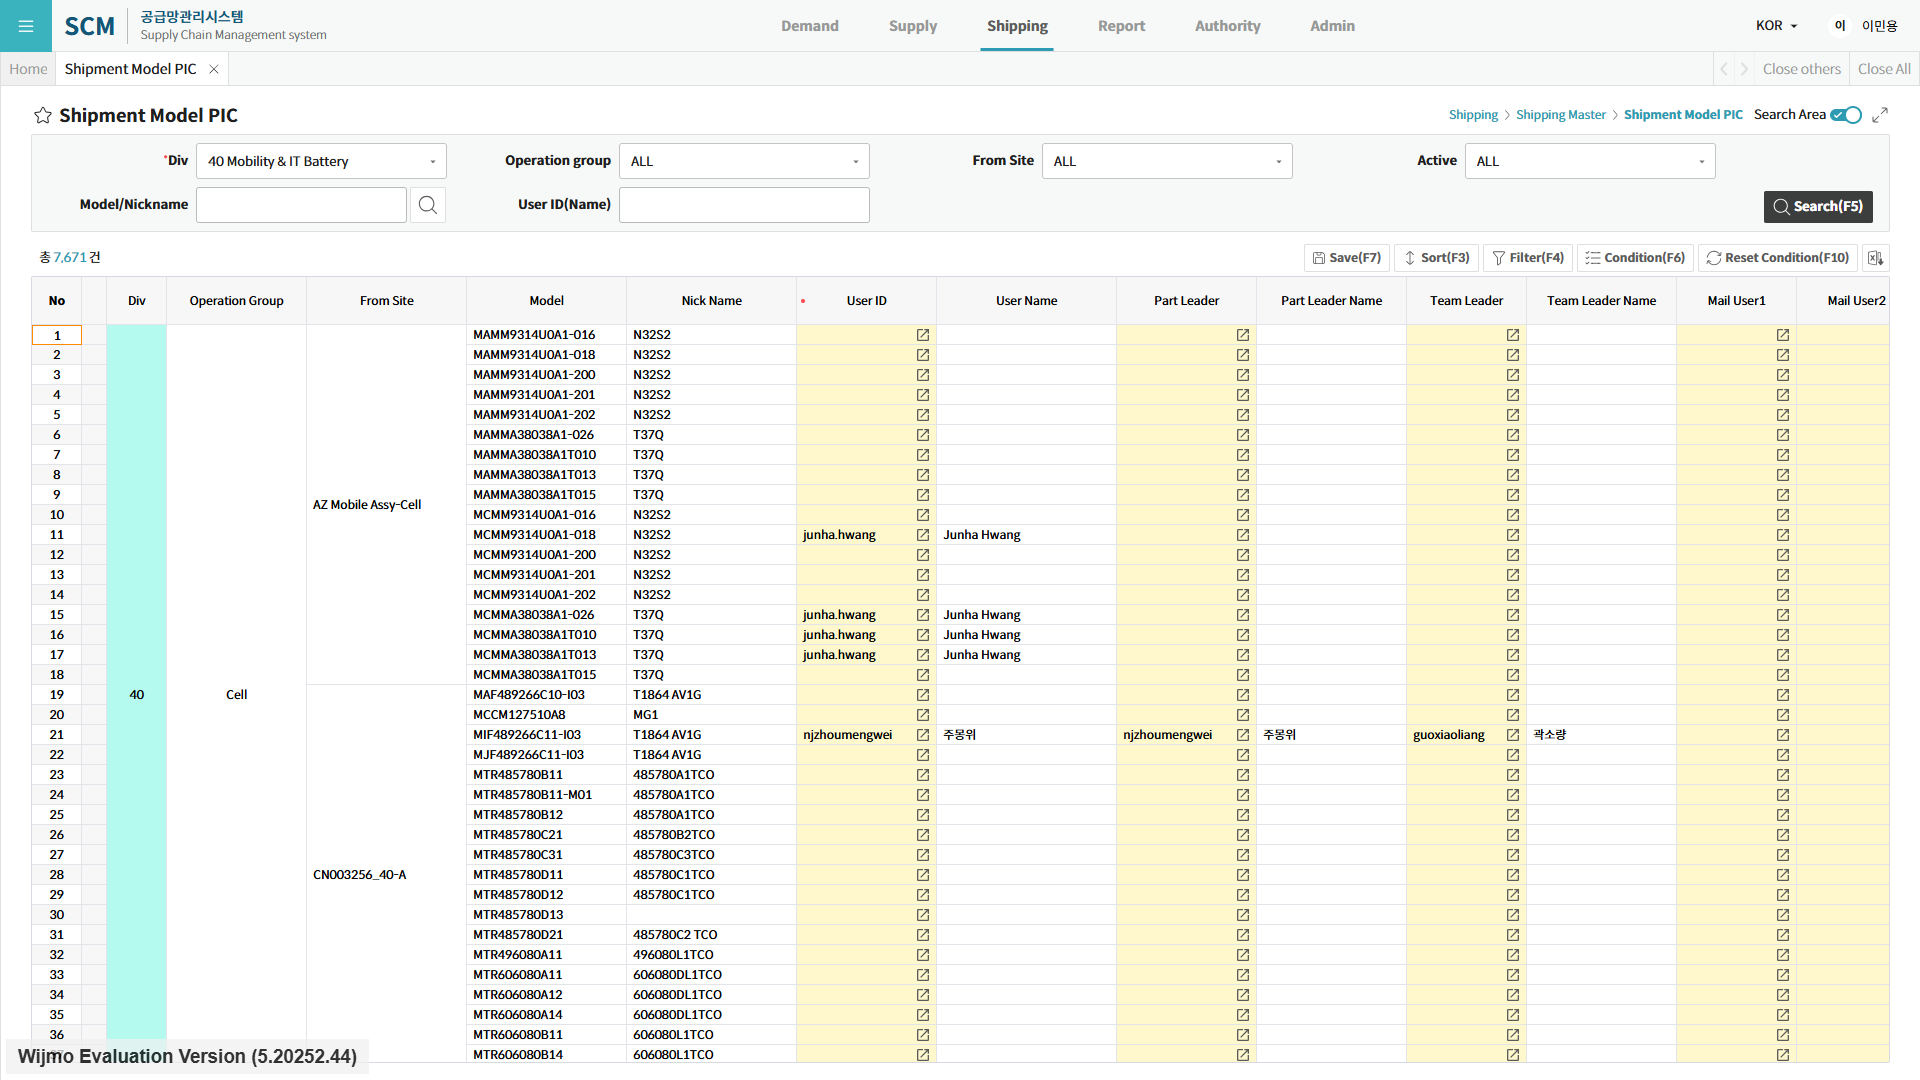 SCM 공급망관리시스템 Supply Chain Management system
Demand Supply Shipping Report Authority Admin
KOR 이 이민용
Home Shipment Model PIC Close others Close All
Shipment Model PIC
Shipping > Shipping Master > Shipment Model PIC Search Area
*Div 40 Mobility & IT Battery Operation group ALL From Site ALL Active ALL
Model/Nickname User ID(Name) Search(F5)
총 7,671 건 Save(F7) Sort(F3) Filter(F4) Condition(F6) Reset Condition(F10)
No Div Operation Group From Site Model Nick Name User ID User Name Part Leader Part Leader Name Team Leader Team Leader Name Mail User1 Mail User2
1 MAMM9314U0A1-016 N32S2
2 MAMM9314U0A1-018 N32S2
3 MAMM9314U0A1-200 N32S2
4 MAMM9314U0A1-201 N32S2
5 MAMM9314U0A1-202 N32S2
6 MAMMA38038A1-026 T37Q
7 MAMMA38038A1T010 T37Q
8 MAMMA38038A1T013 T37Q
9 MAMMA38038A1T015 T37Q
AZ Mobile Assy-Cell
10 MCMM9314U0A1-016 N32S2
11 MCMM9314U0A1-018 N32S2 junha.hwang Junha Hwang
12 MCMM9314U0A1-200 N32S2
13 MCMM9314U0A1-201 N32S2
14 MCMM9314U0A1-202 N32S2
15 MCMMA38038A1-026 T37Q junha.hwang Junha Hwang
16 MCMMA38038A1T010 T37Q junha.hwang Junha Hwang
17 MCMMA38038A1T013 T37Q junha.hwang Junha Hwang
18 MCMMA38038A1T015 T37Q
19 40 Cell MAF489266C10-I03 T1864 AV1G
20 MCCM127510A8 MG1
21 MIF489266C11-I03 T1864 AV1G njzhoumengwei 주몽위 njzhoumengwei 주몽위 guoxiaoliang 곽소량
22 MJF489266C11-I03 T1864 AV1G
23 MTR485780B11 485780A1TCO
24 MTR485780B11-M01 485780A1TCO
25 MTR485780B12 485780A1TCO
26 MTR485780C21 485780B2TCO
27 MTR485780C31 485780C3TCO
28 CN003256_40-A MTR485780D11 485780C1TCO
29 MTR485780D12 485780C1TCO
30 MTR485780D13
31 MTR485780D21 485780C2 TCO
32 MTR496080A11 496080L1TCO
33 MTR606080A11 606080DL1TCO
34 MTR606080A12 606080DL1TCO
35 MTR606080A14 606080DL1TCO
36 MTR606080B11 606080L1TCO
MTR606080B14 606080L1TCO
Wijmo Evaluation Version (5.20252.44)